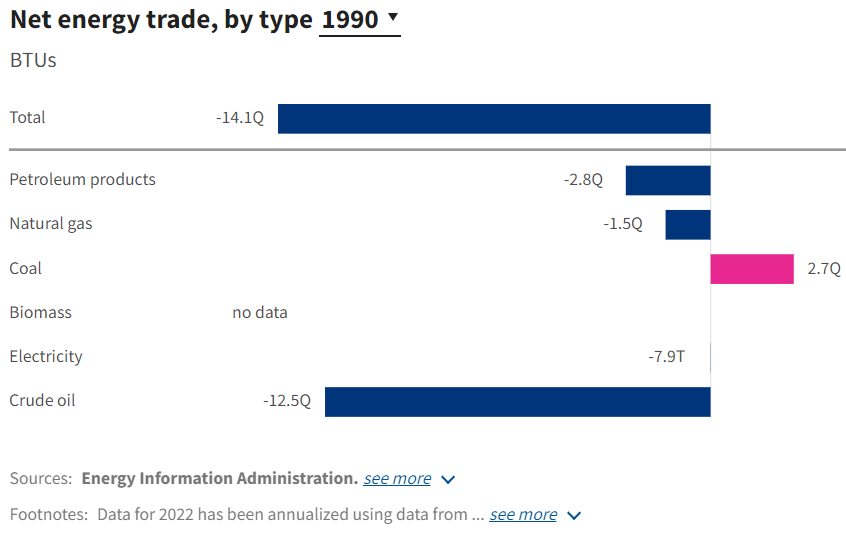 Net energy trade, by type 1990
BTUs
Total -14.1Q
Petroleum products -2.8Q
Natural gas -1.5Q
Coal 2.7Q
Biomass no data
Electricity -7.9T
Crude oil -12.5Q
Sources: Energy Information Administration. see more
Footnotes: Data for 2022 has been annualized using data from ... see more